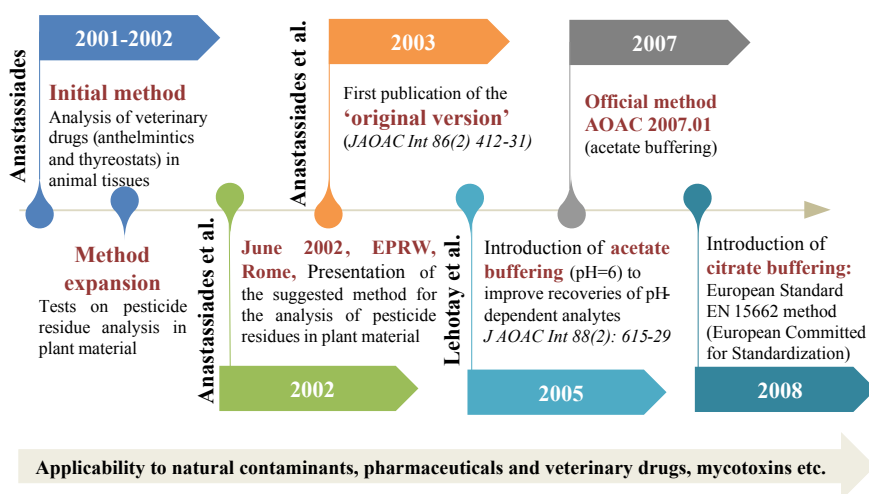 2001-2002
Anastassiades
Initial method
Analysis of veterinary
drugs (anthelmintics
and thyreostats) in
animal tissues
Method
expansion
Tests on pesticide
residue analysis in
plant material
Anastassiades et al.
June 2002, EPRW,
Rome, Presentation of
the suggested method for
the analysis of pesticide
residues in plant material
2002
2003
Anastassiades et al.
First publication of the
‘original version’
(JAOAC Int 86(2) 412-31)
Lehotay et al.
Introduction of acetate
buffering (pH=6) to
improve recoveries of pH-
dependent analytes
J AOAC Int 88(2): 615-29
2005
2007
Official method
AOAC 2007.01
(acetate buffering)
Introduction of
citrate buffering:
European Standard
EN 15662 method
(European Committed
for Standardization)
2008
Applicability to natural contaminants, pharmaceuticals and veterinary drugs, mycotoxins etc.